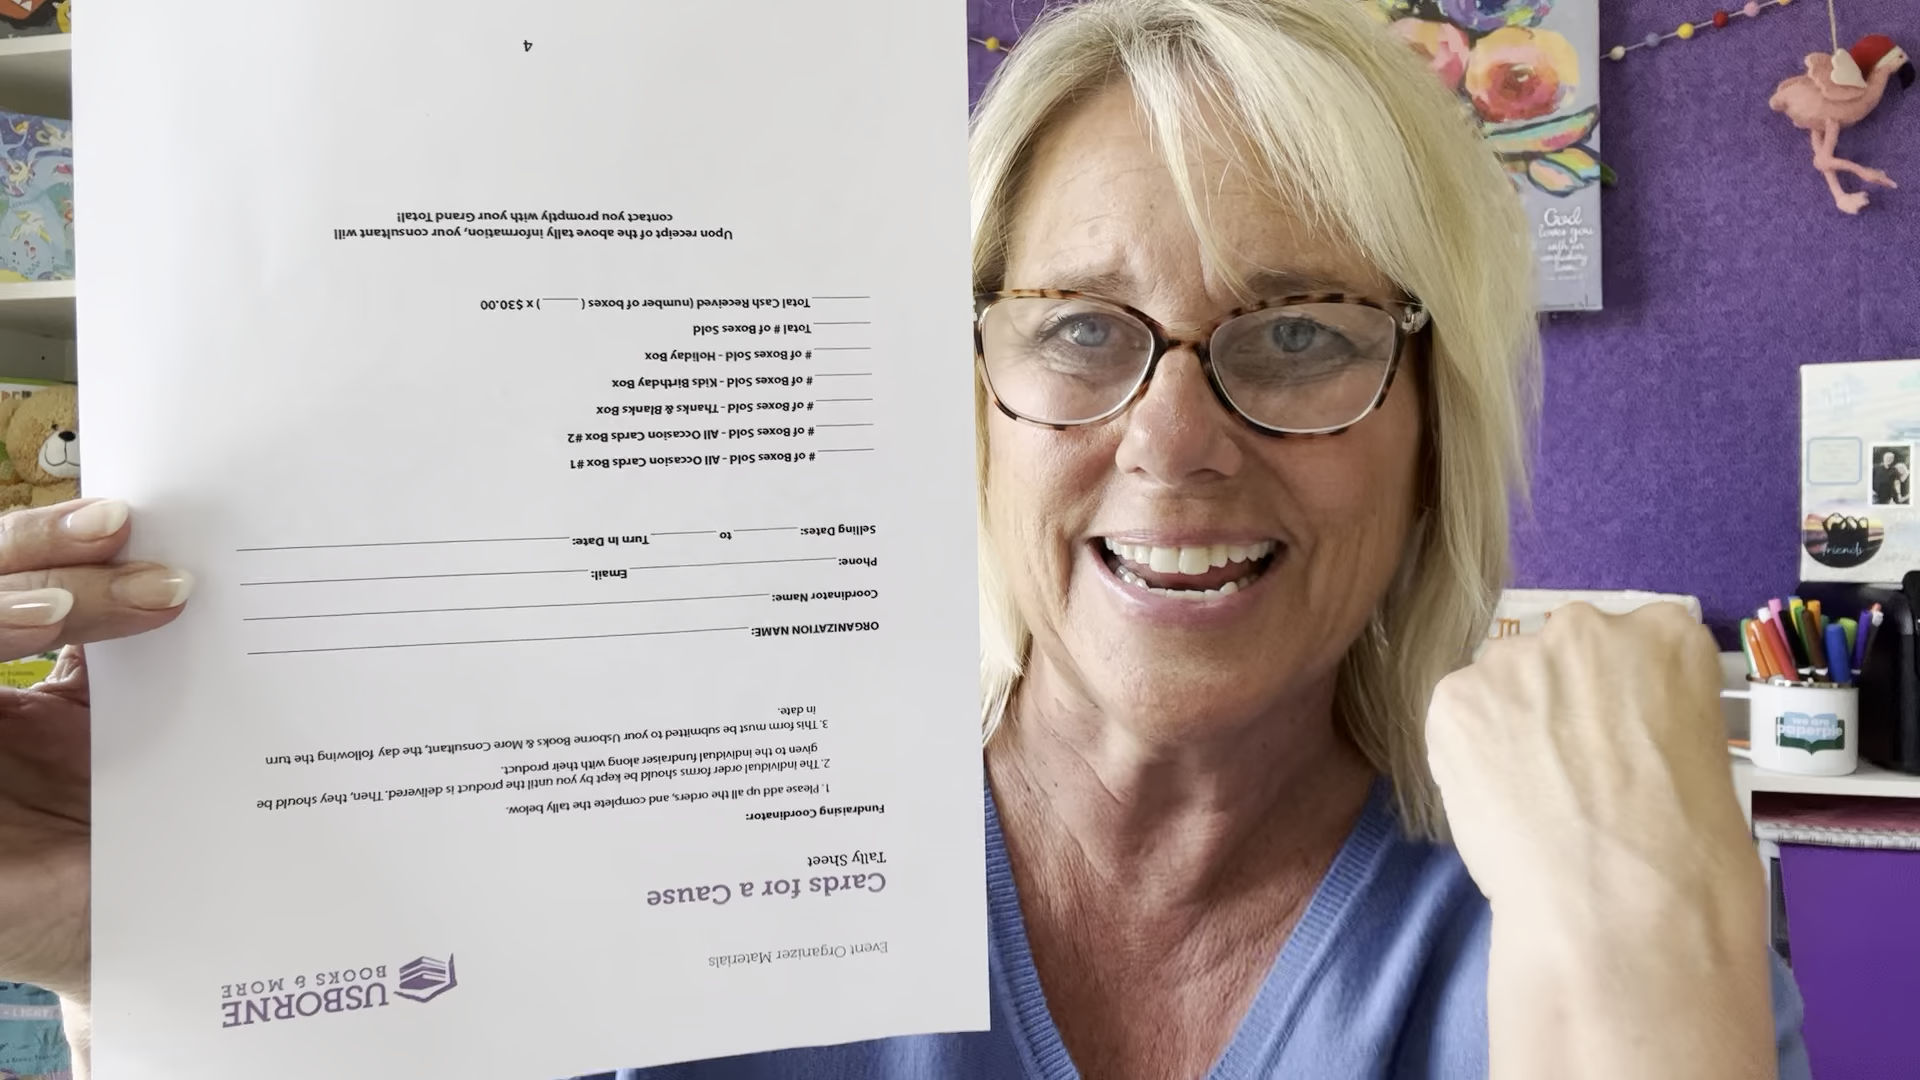 Event Organizer Materials
USBORNE
BOOKS & MORE
Cards for a Cause
Tally Sheet
Fundraising Coordinator:
1. Please add up all the orders, and complete the tally below.
2. The individual order forms should be kept by you until the product is delivered. Then, they should be
given to the individual fundraiser along with their product.
3. This form must be submitted to your Usborne Books & More Consultant, the day following the turn
in date.
ORGANIZATION NAME:
Coordinator Name:
Phone: Email:
Selling Dates: to Turn In Date:
# of Boxes Sold - All Occasion Cards Box #1
# of Boxes Sold - All Occasion Cards Box #2
# of Boxes Sold - Thanks & Blanks Box
# of Boxes Sold - Kids Birthday Box
# of Boxes Sold - Holiday Box
Total # of Boxes Sold
Total Cash Received (number of boxes ( ) x $30.00
Upon receipt of the above tally information, your consultant will
contact you promptly with your Grand Total!
4
God
loves you
with an
love.
friends
we are
paperpie